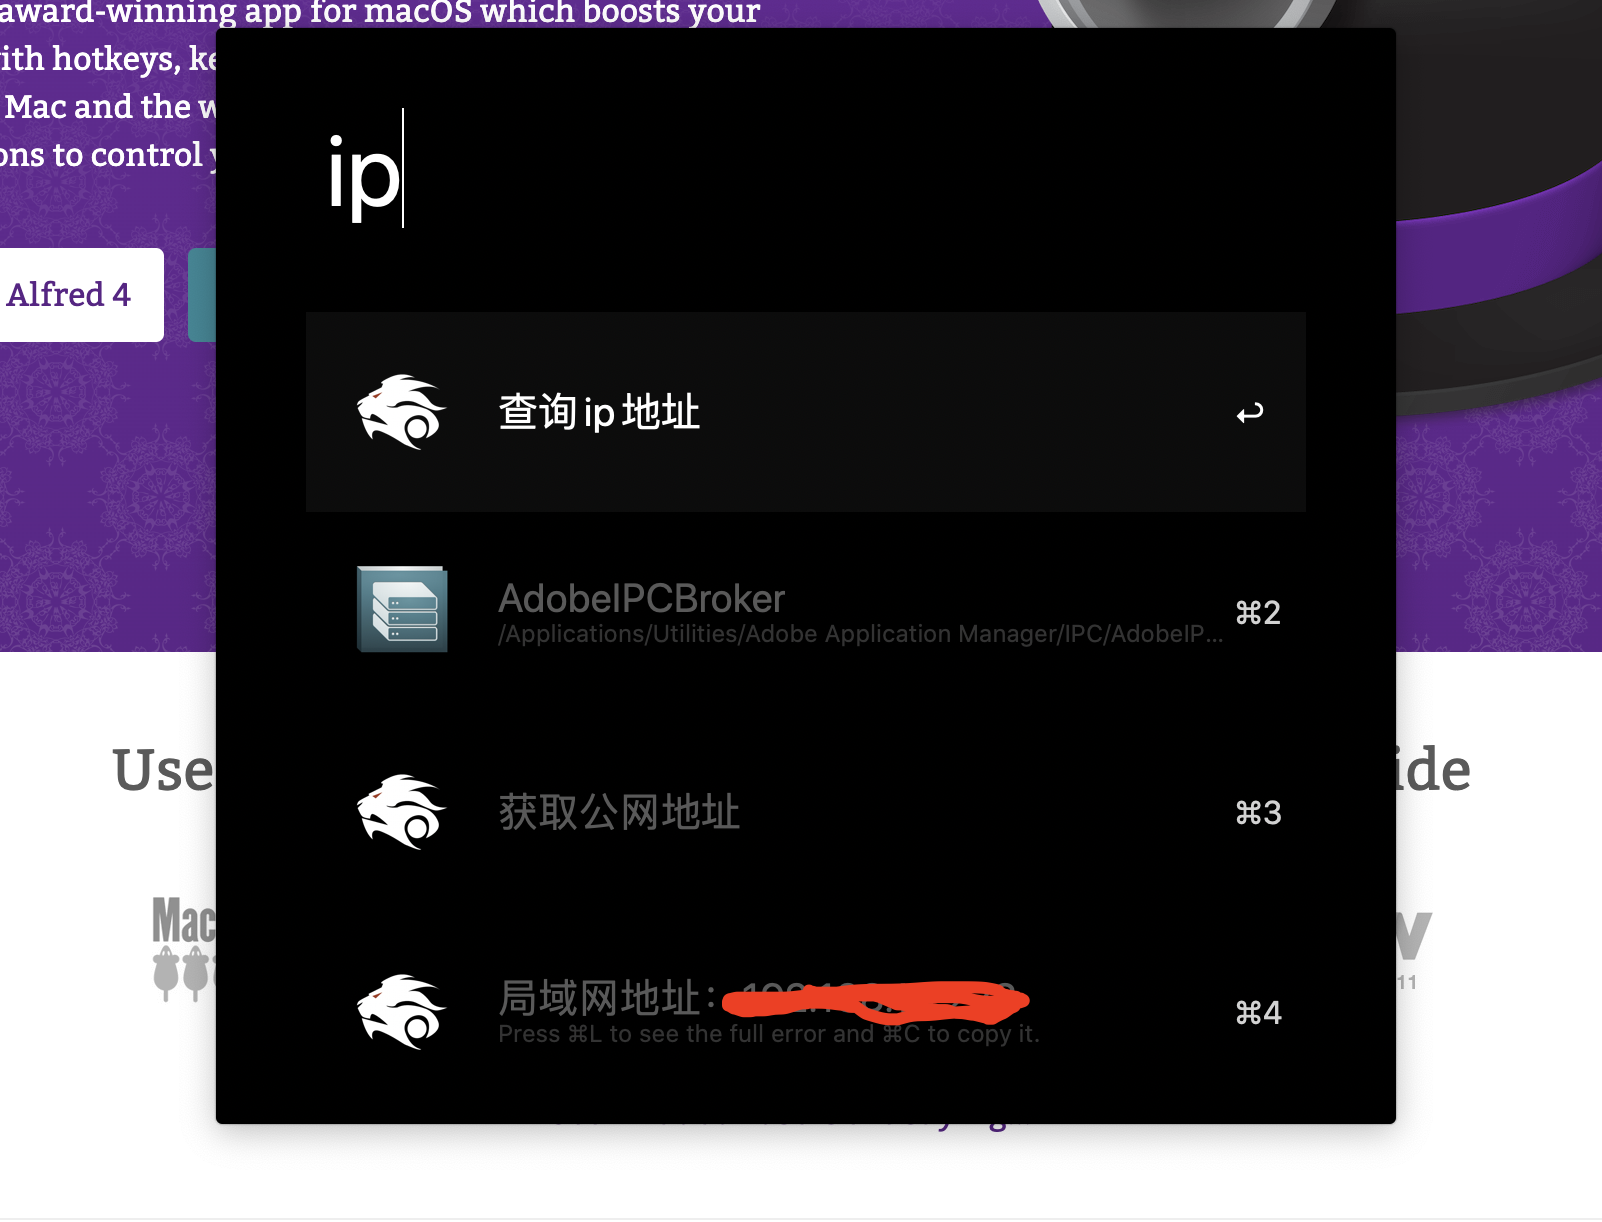 award-winning app for macOS which boosts your
ith hotkeys, ke
Mac and the w
ons to control y
Alfred 4
ip
查询 ip 地址
AdobeIPCBroker
/Applications/Utilities/Adobe Application Manager/IPC/AdobeIP...
⌘2
获取公网地址
⌘3
局域网地址：
Press ⌘L to see the full error and ⌘C to copy it.
⌘4
Use
ide
Mac
11